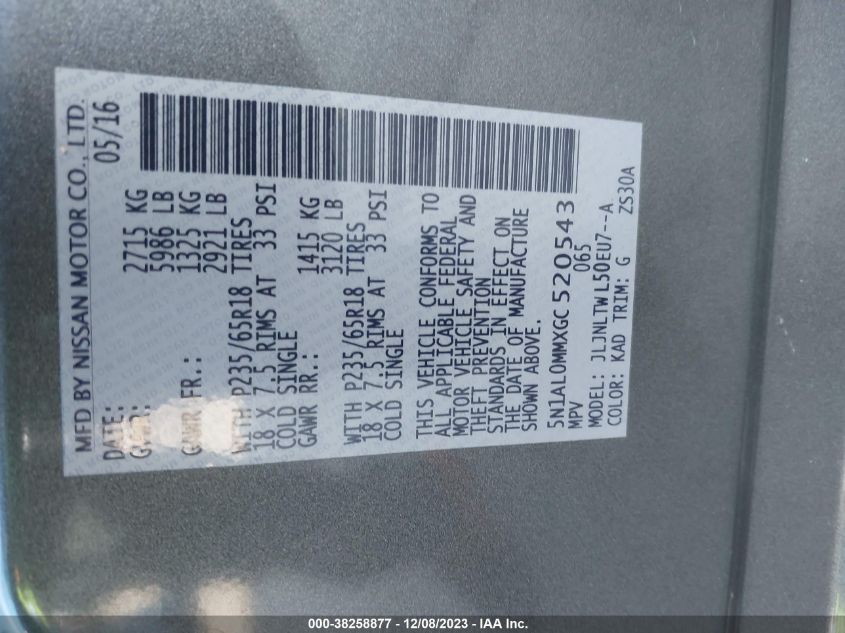 MFD BY NISSAN MOTOR CO., LTD.
DATE: 05/16
GVWR: 2715 KG
5986 LB
GAWR FR.: 1325 KG
2921 LB
WITH P235/65R18 TIRES
18 X 7.5 RIMS AT 33 PSI
COLD SINGLE
GAWR RR.: 1415 KG
3120 LB
WITH P235/65R18 TIRES
18 X 7.5 RIMS AT 33 PSI
COLD SINGLE
THIS VEHICLE CONFORMS TO
ALL APPLICABLE FEDERAL
MOTOR VEHICLE SAFETY AND
THEFT PREVENTION
STANDARDS IN EFFECT ON
THE DATE OF MANUFACTURE
SHOWN ABOVE.
5N1AL0MMXGC520543
MPV 065
MODEL: JLJNLTWL50EU7--A
COLOR: KAD TRIM: G ZS30A
000-38258877 - 12/08/2023 - IAA Inc.